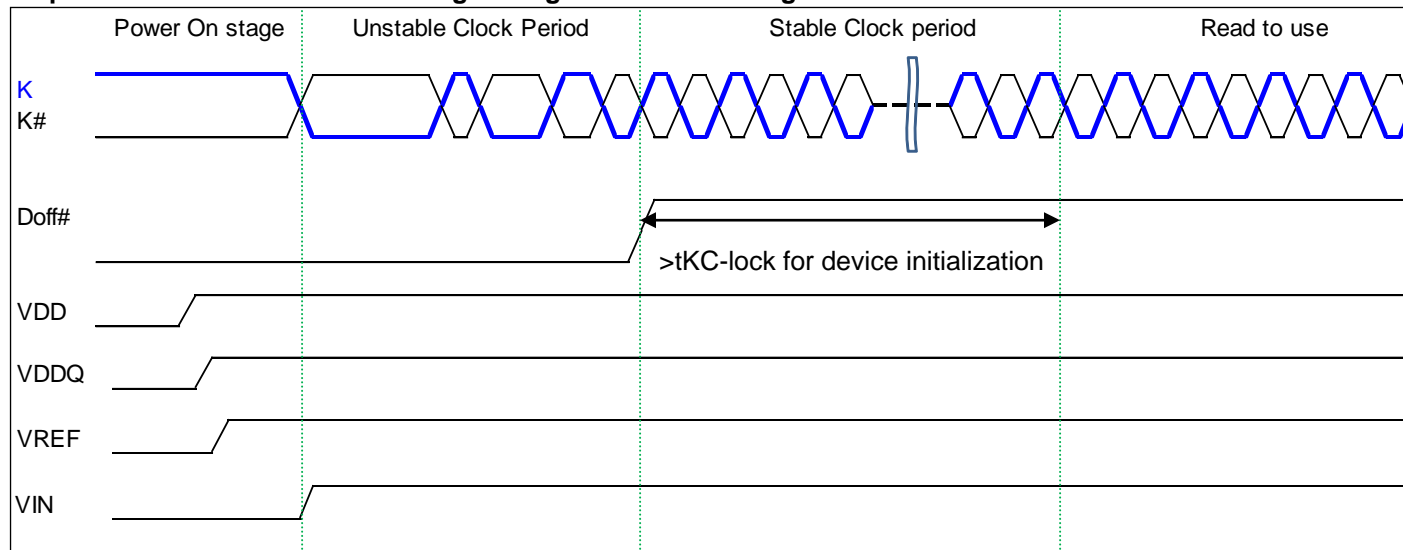 Power On stage Unstable Clock Period Stable Clock period Read to use
K
K#
Doff#
>tKC-lock for device initialization
VDD
VDDQ
VREF
VIN